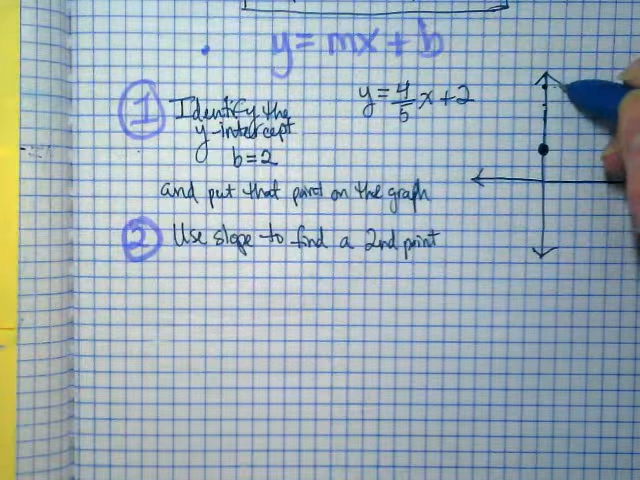 y = mx + b
1 Identify the
y-intercept
b = 2
y = 4/5 x + 2
and put that point on the graph
2 Use slope to find a 2nd point